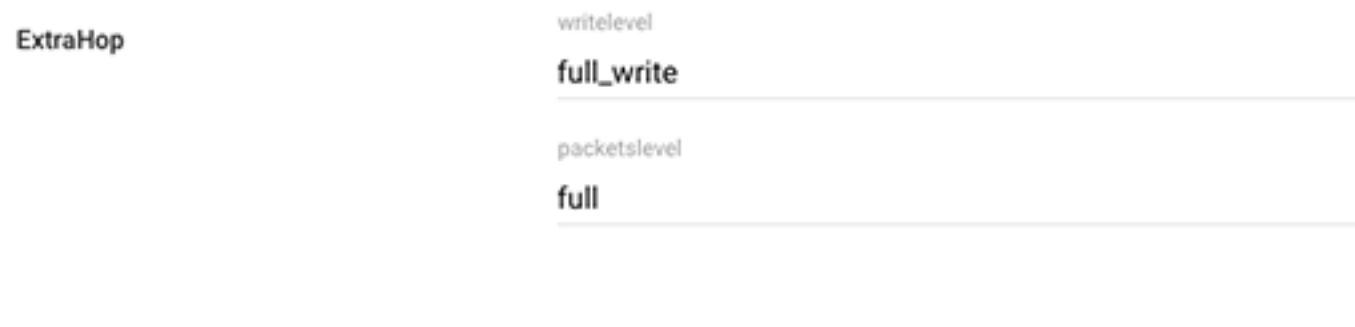 ExtraHop
writelevel
full_write
packetslevel
full